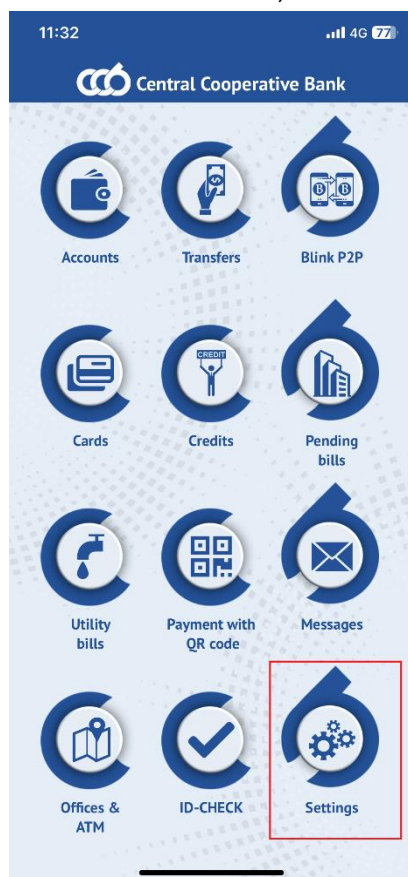 11:32
4G 77
Central Cooperative Bank
Accounts
Transfers
Blink P2P
CREDIT
Cards
Credits
Pending
bills
Utility
bills
Payment with
QR code
Messages
Offices &
ATM
ID-CHECK
Settings